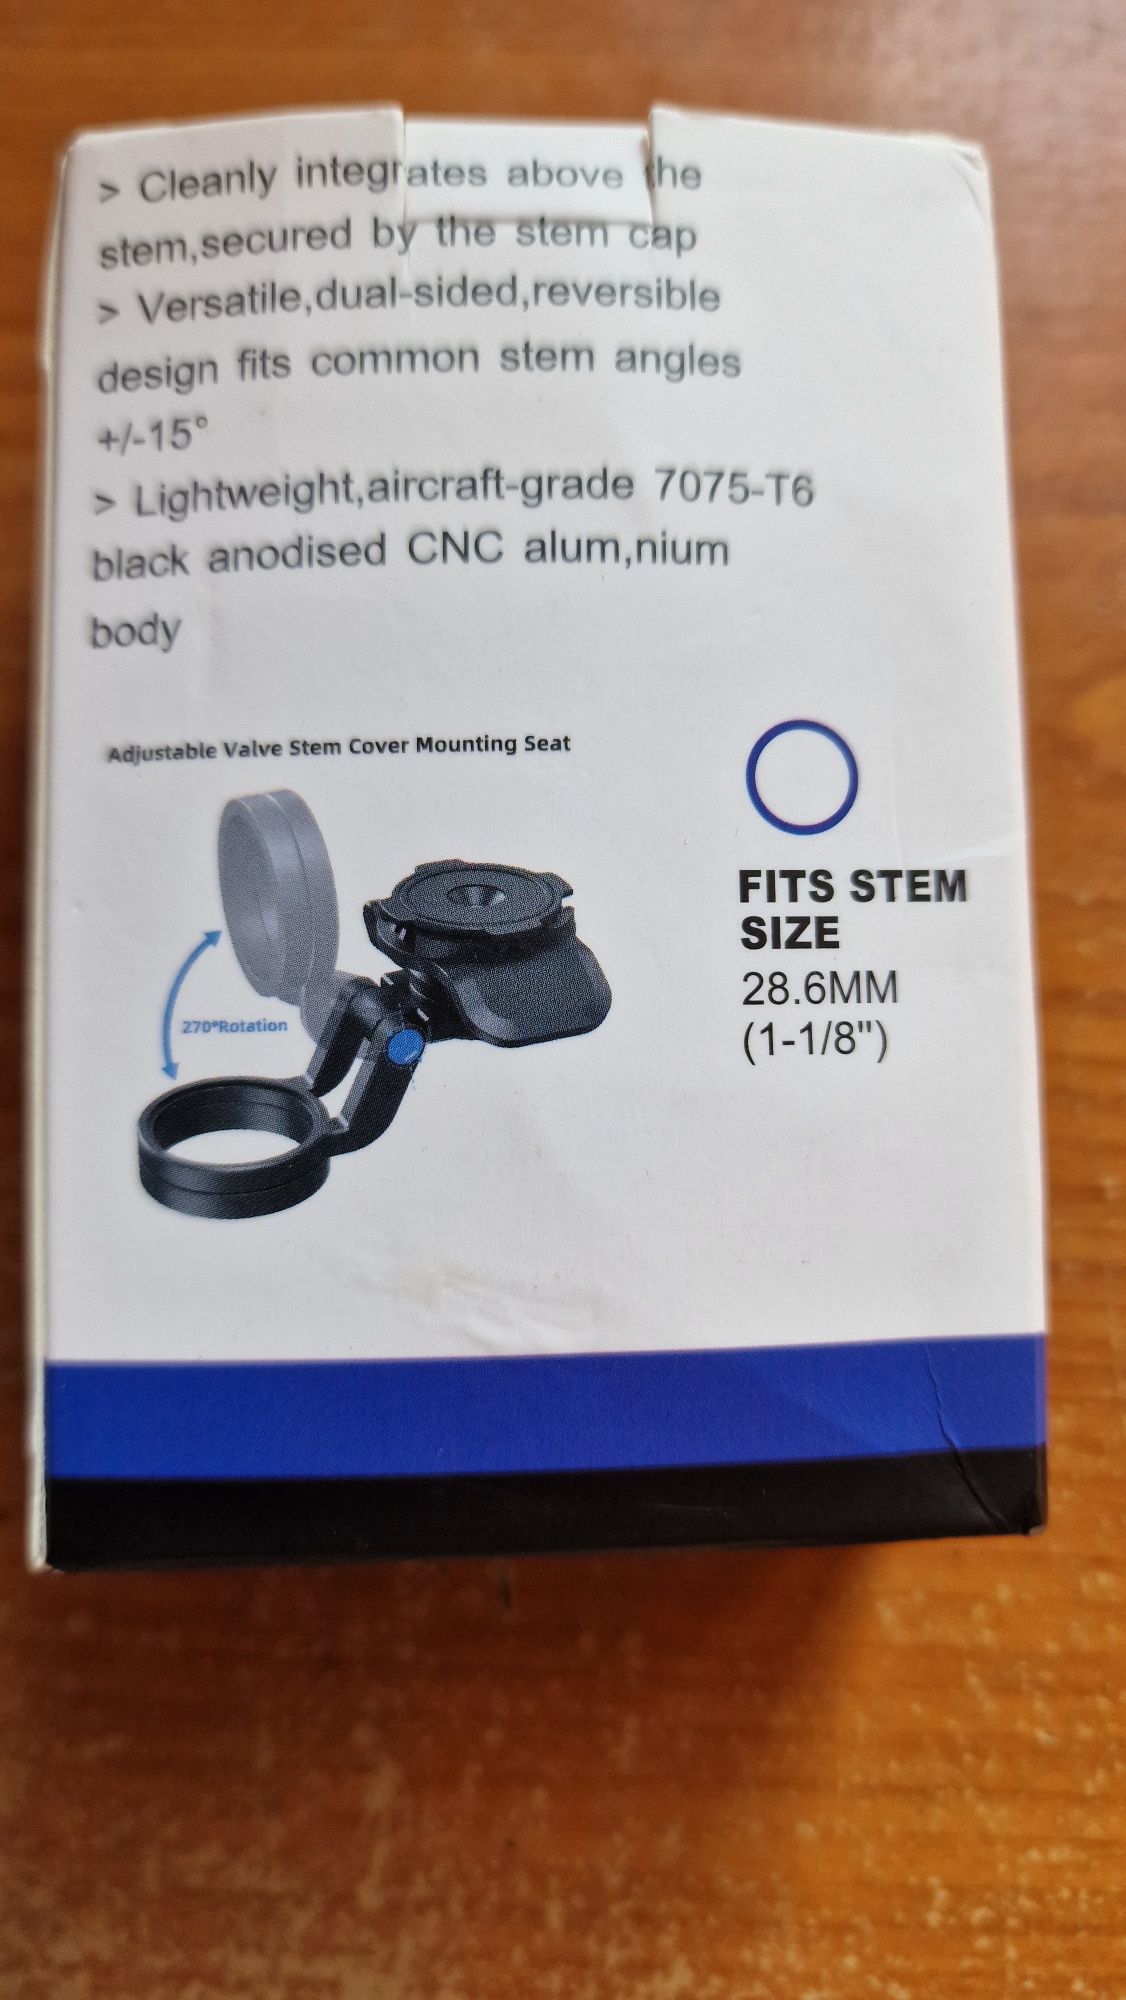 > Cleanly integrates above the
stem,secured by the stem cap
> Versatile,dual-sided,reversible
design fits common stem angles
+/-15°
> Lightweight,aircraft-grade 7075-T6
black anodised CNC alum,nium
body
Adjustable Valve Stem Cover Mounting Seat
270°Rotation
FITS STEM
SIZE
28.6MM
(1-1/8")